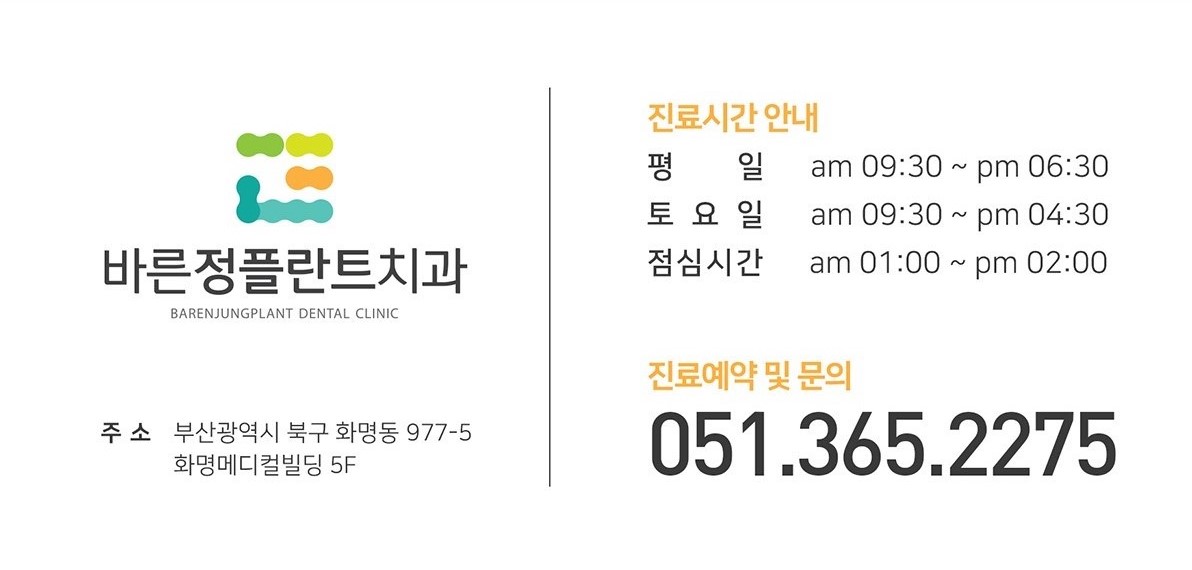 바른정플란트치과
BARENJUNGPLANT DENTAL CLINIC
주 소 부산광역시 북구 화명동 977-5
화명메디컬빌딩 5F
진료시간 안내
평 일 am 09:30 ~ pm 06:30
토 요 일 am 09:30 ~ pm 04:30
점심시간 am 01:00 ~ pm 02:00
진료예약 및 문의
051.365.2275